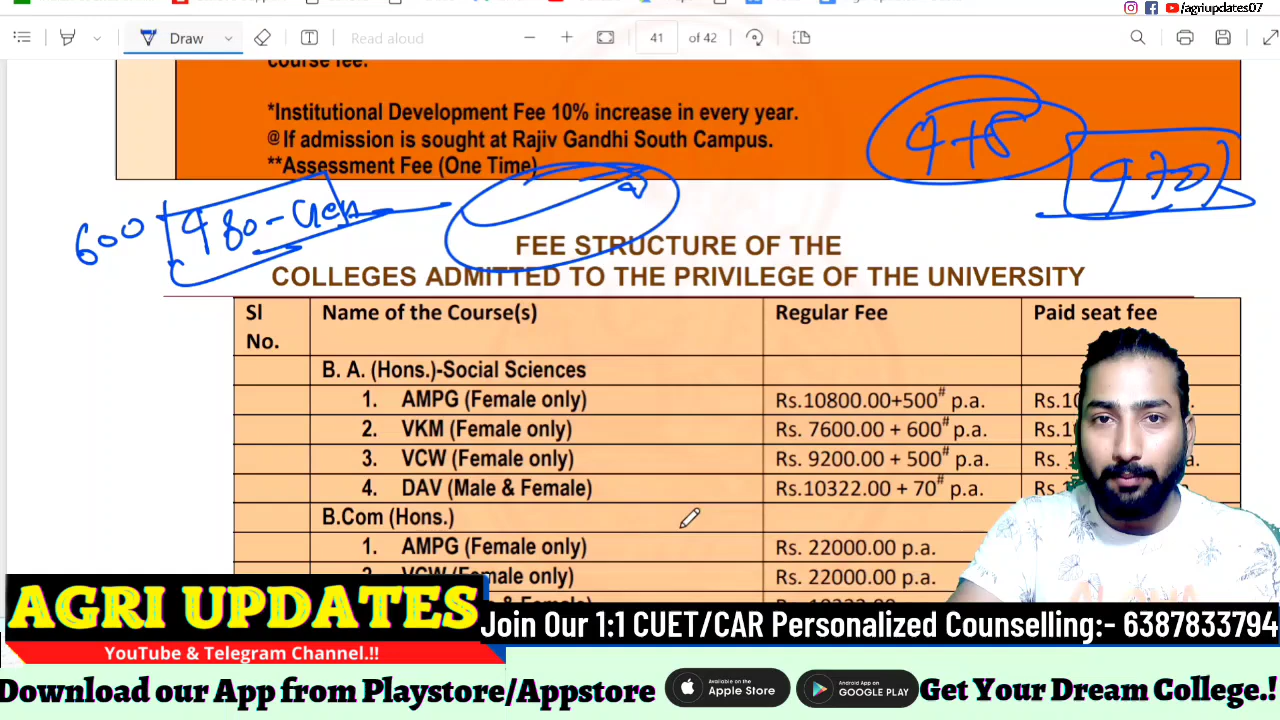 /agriupdates07
Draw
Read aloud
41 of 42
course fee.
*Institutional Development Fee 10% increase in every year.
@ If admission is sought at Rajiv Gandhi South Campus.
**Assessment Fee (One Time)
600
480-Gen
FEE STRUCTURE OF THE
COLLEGES ADMITTED TO THE PRIVILEGE OF THE UNIVERSITY
Sl No. Name of the Course(s) Regular Fee Paid seat fee
B. A. (Hons.)-Social Sciences
1. AMPG (Female only) Rs.10800.00+500# p.a.
2. VKM (Female only) Rs. 7600.00 + 600# p.a.
3. VCW (Female only) Rs. 9200.00 + 500# p.a.
4. DAV (Male & Female) Rs.10322.00 + 70# p.a.
B.Com (Hons.)
1. AMPG (Female only) Rs. 22000.00 p.a.
2. VCW (Female only) Rs. 22000.00 p.a.
AGRI UPDATES
YouTube & Telegram Channel.!!
Join Our 1:1 CUET/CAR Personalized Counselling:- 6387833794
Download our App from Playstore/Appstore
Available on the
Apple Store
Android App on
GOOGLE PLAY
Get Your Dream College.!